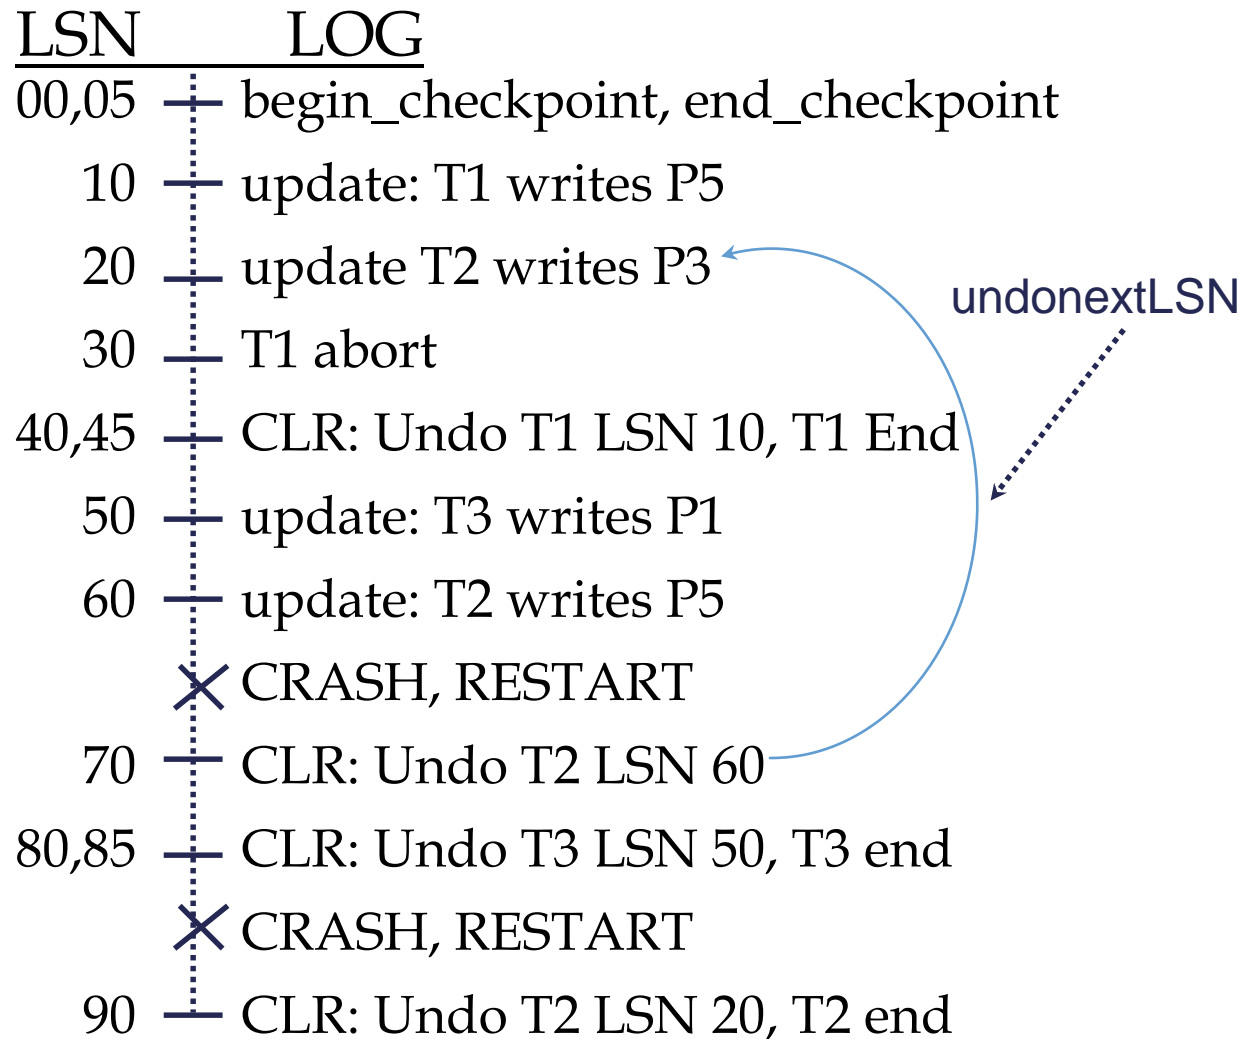 LSN LOG
00,05 begin_checkpoint, end_checkpoint
10 update: T1 writes P5
20 update T2 writes P3
undonextLSN
30 T1 abort
40,45 CLR: Undo T1 LSN 10, T1 End
50 update: T3 writes P1
60 update: T2 writes P5
CRASH, RESTART
70 CLR: Undo T2 LSN 60
80,85 CLR: Undo T3 LSN 50, T3 end
CRASH, RESTART
90 CLR: Undo T2 LSN 20, T2 end